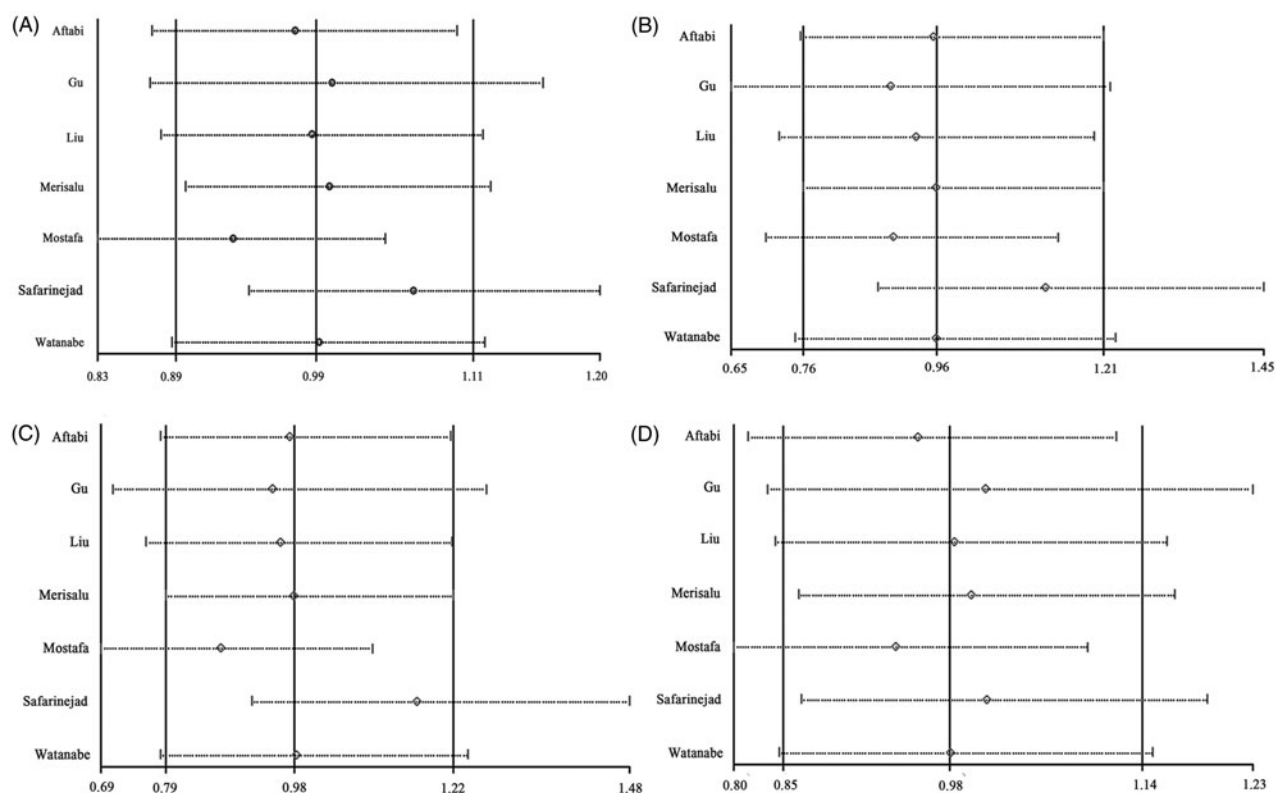 (A)
Aftabi
Gu
Liu
Merisalu
Mostafa
Safarinejad
Watanabe
0.83 0.89 0.99 1.11 1.20
(B)
Aftabi
Gu
Liu
Merisalu
Mostafa
Safarinejad
Watanabe
0.65 0.76 0.96 1.21 1.45
(C)
Aftabi
Gu
Liu
Merisalu
Mostafa
Safarinejad
Watanabe
0.69 0.79 0.98 1.22 1.48
(D)
Aftabi
Gu
Liu
Merisalu
Mostafa
Safarinejad
Watanabe
0.80 0.85 0.98 1.14 1.23